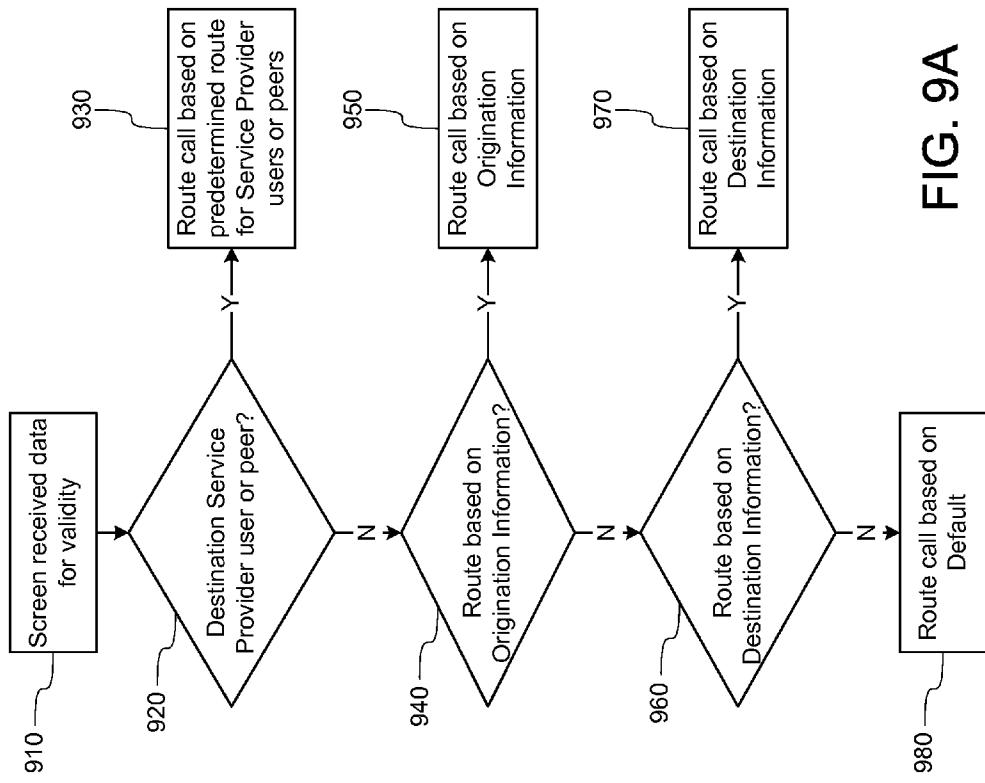 910
Screen received data
for validity
920
Destination Service
Provider user or peer?
Y
930
Route call based on
predetermined route
for Service Provider
users or peers
N
940
Route based on
Origination Information?
Y
950
Route call based on
Origination
Information
N
960
Route based on
Destination Information?
Y
970
Route call based on
Destination
Information
N
980
Route call based on
Default
FIG. 9A